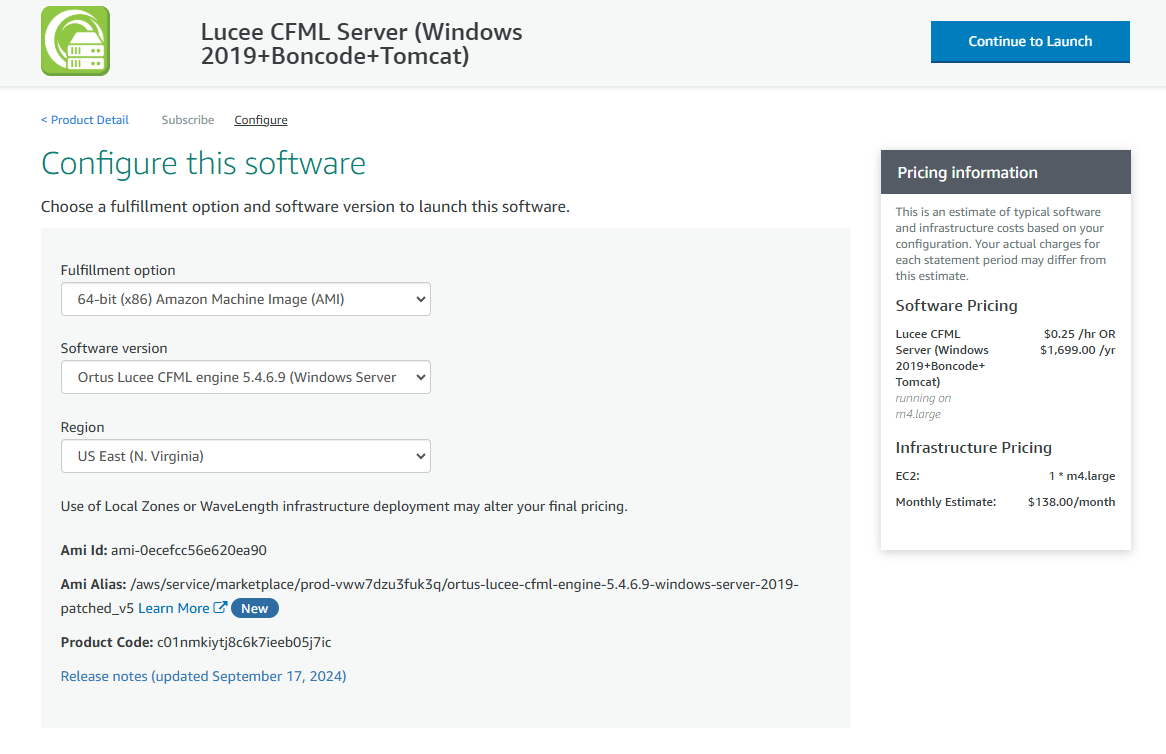 Lucee CFML Server (Windows
2019+Boncode+Tomcat)
Continue to Launch
< Product Detail
Subscribe
Configure
Configure this software
Choose a fulfillment option and software version to launch this software.
Fulfillment option
64-bit (x86) Amazon Machine Image (AMI)
Software version
Ortus Lucee CFML engine 5.4.6.9 (Windows Server
Region
US East (N. Virginia)
Use of Local Zones or WaveLength infrastructure deployment may alter your final pricing.
Ami Id: ami-0ecefcc56e620ea90
Ami Alias: /aws/service/marketplace/prod-vww7dzu3fuk3q/ortus-lucee-cfml-engine-5.4.6.9-windows-server-2019-
patched_v5 Learn More New
Product Code: c01nmkiytj8c6k7ieeb05j7ic
Release notes (updated September 17, 2024)
Pricing information
This is an estimate of typical software
and infrastructure costs based on your
configuration. Your actual charges for
each statement period may differ from
this estimate.
Software Pricing
Lucee CFML $0.25 /hr OR
Server (Windows $1,699.00 /yr
2019+Boncode+
Tomcat)
running on
m4.large
Infrastructure Pricing
EC2: 1 * m4.large
Monthly Estimate: $138.00/month